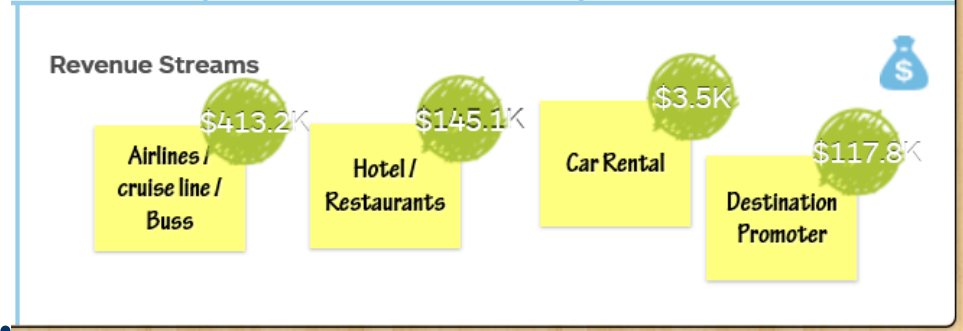 Revenue Streams
$
$413.2K
Airlines /
cruise line /
Buss
$145.1K
Hotel /
Restaurants
$3.5K
Car Rental
$117.8K
Destination
Promoter